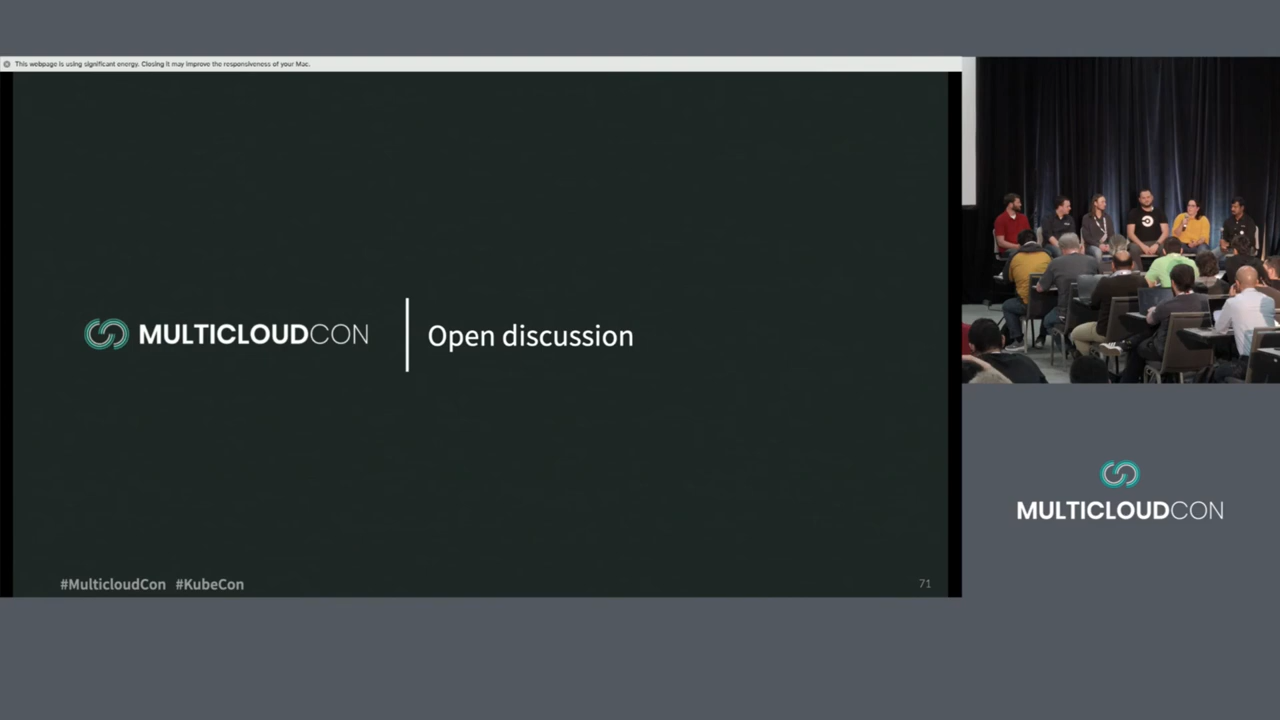 This webpage is using significant energy. Closing it may improve the responsiveness of your Mac.
MULTICLOUDCON
Open discussion
#MulticloudCon #KubeCon
71
MULTICLOUDCON